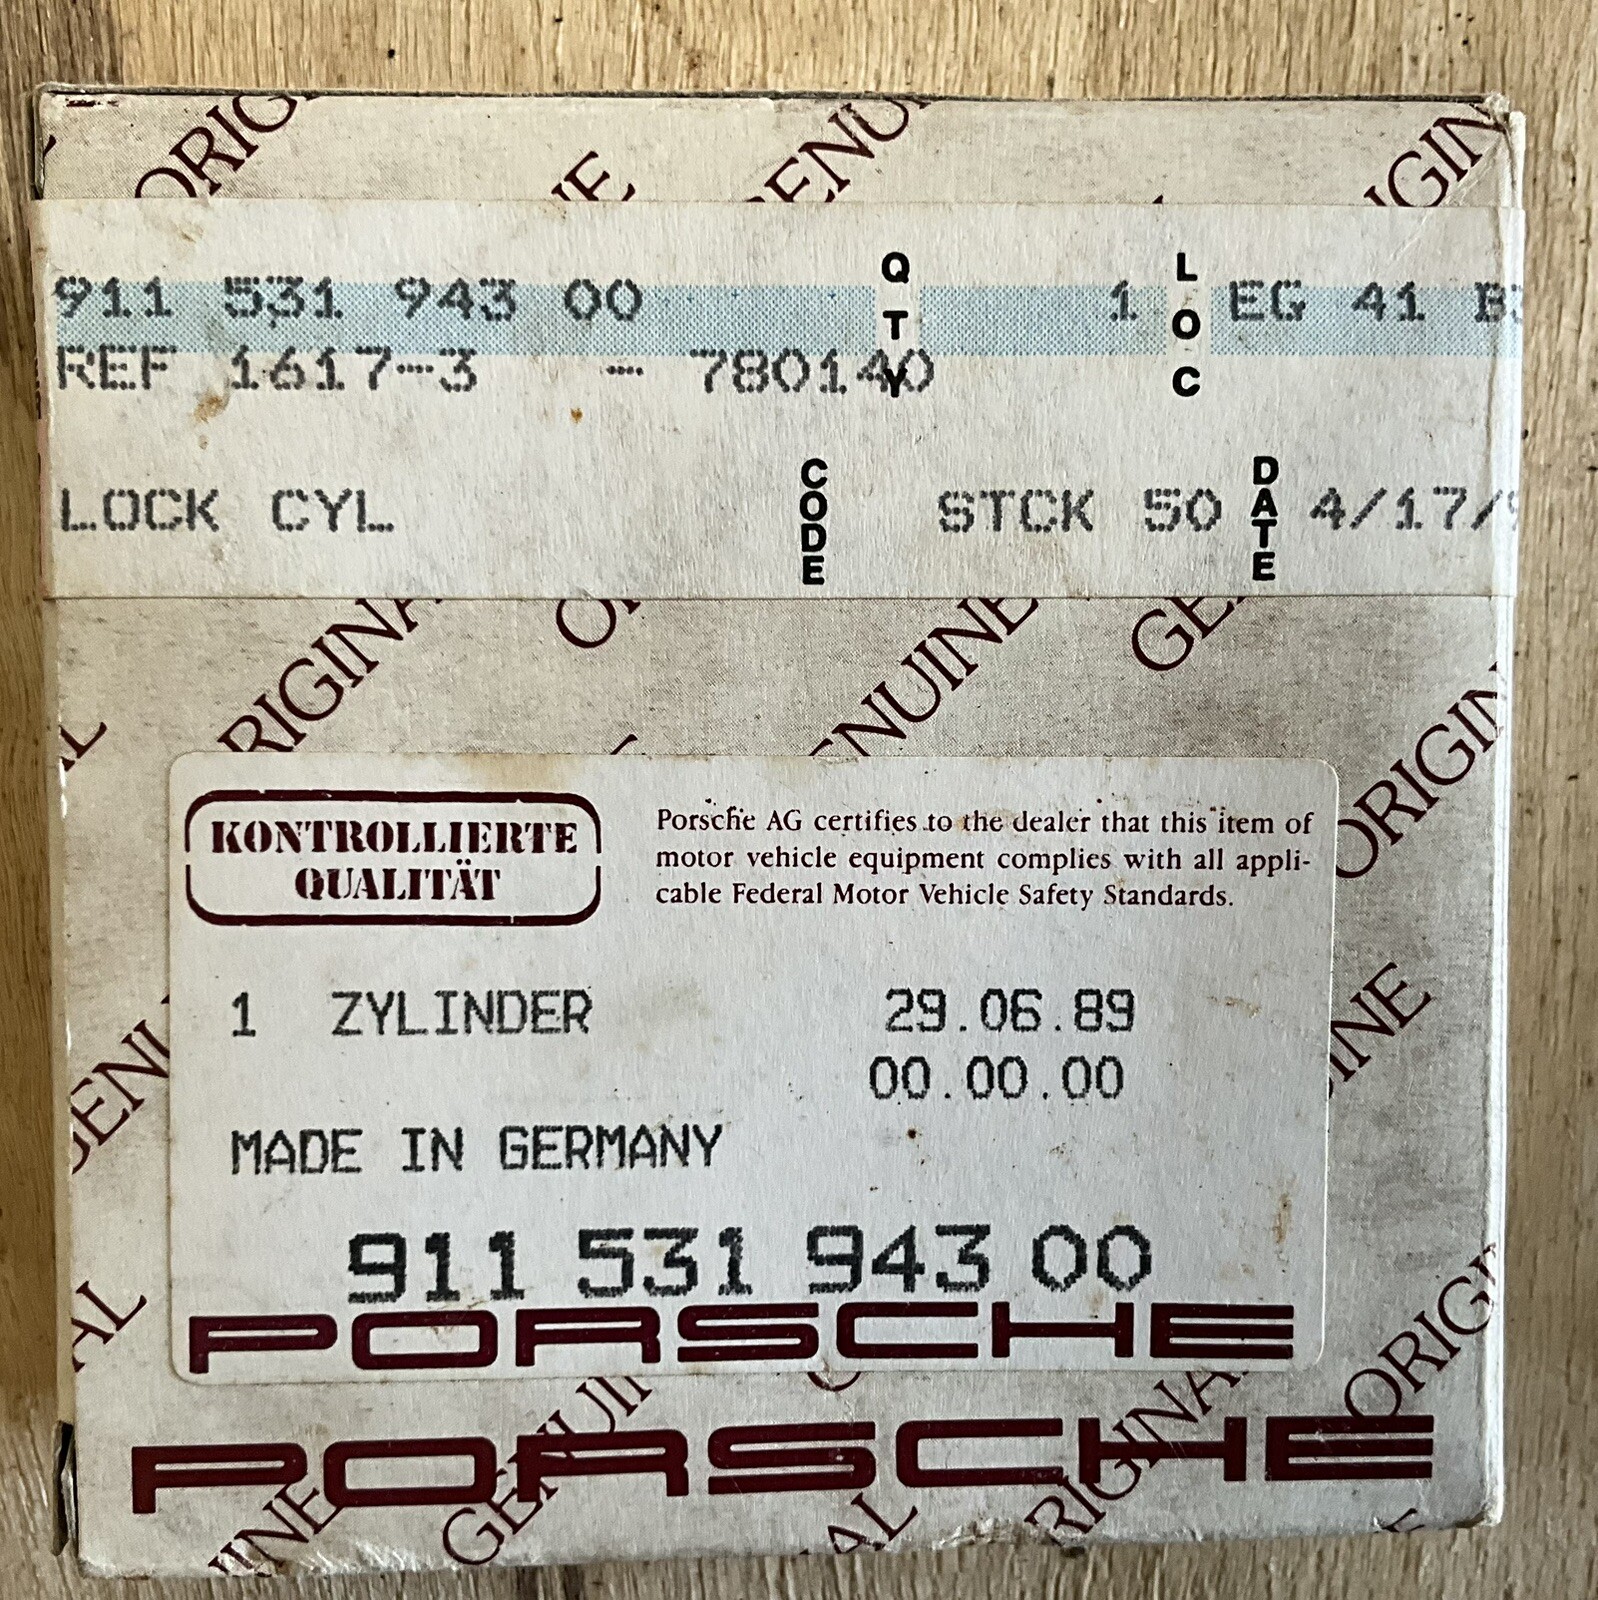 911 531 943 00 QTY 1 LOC EG 41
REF 1617-3 - 780140
LOCK CYL CODE STCK 50 DATE 4/17/
KONTROLLIERTE
QUALITÄT
Porsche AG certifies to the dealer that this item of
motor vehicle equipment complies with all appli-
cable Federal Motor Vehicle Safety Standards.
1 ZYLINDER 29.06.89
00.00.00
MADE IN GERMANY
911 531 943 00
PORSCHE
PORSCHE
GENUINE
ORIGINAL